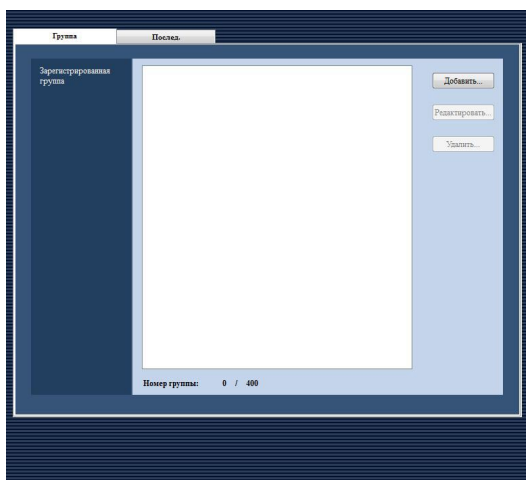 Группа Послед.
Зарегистрированная
группа
Добавить...
Редактировать...
Удалить...
Номер группы: 0 / 400